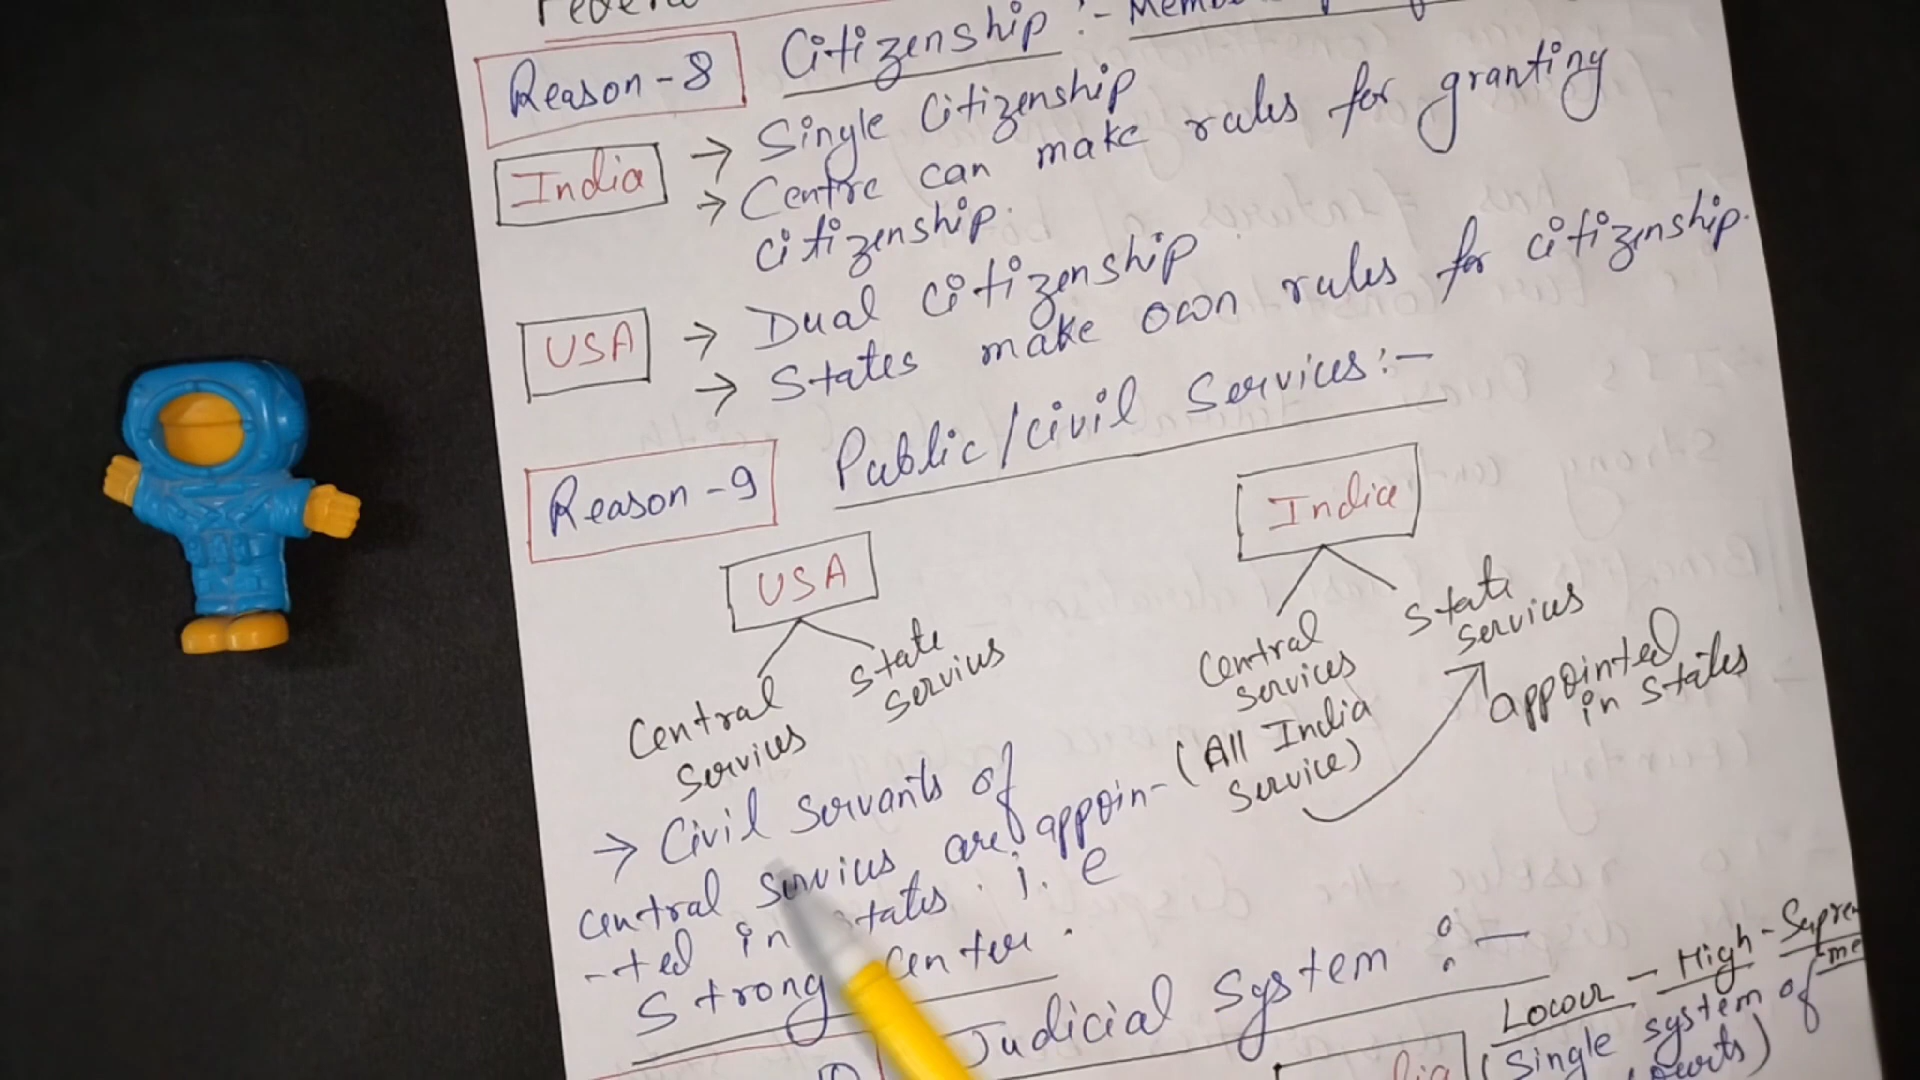 Reason-8 Citizenship :-
India → Single Citizenship
→ Centre can make rules for granting
citizenship.
USA → Dual citizenship
→ States make own rules for citizenship.
Reason-9 Public/civil Services:-
USA
Central
Services
State
Services
India
Central
Services
(All India
Service)
State
Services
appointed
in States
→ Civil Servants of
central services are appoin-
-ted in states. i.e
Strong Center.
Judicial System :-
Lower - High - Supre-
me
(Single system of